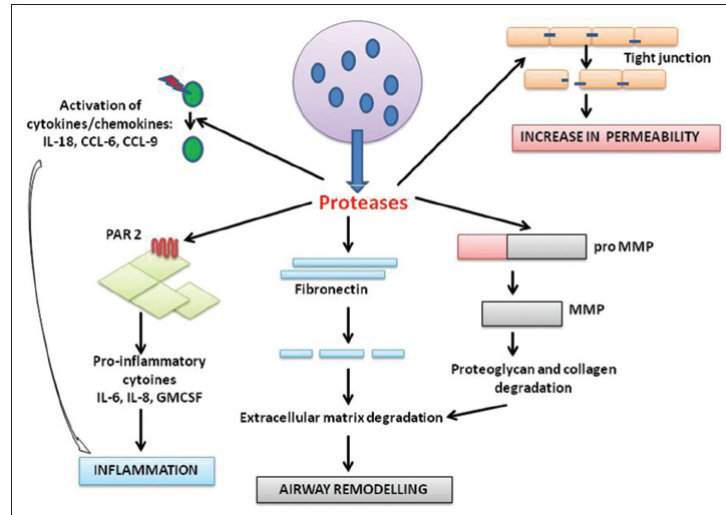 Activation of
cytokines/chemokines:
IL-18, CCL-6, CCL-9
Tight junction
INCREASE IN PERMEABILITY
Proteases
PAR 2
Fibronectin
pro MMP
MMP
Pro-inflammatory
cytoines
IL-6, IL-8, GMCSF
Proteoglycan and collagen
degradation
Extracellular matrix degradation
INFLAMMATION
AIRWAY REMODELLING